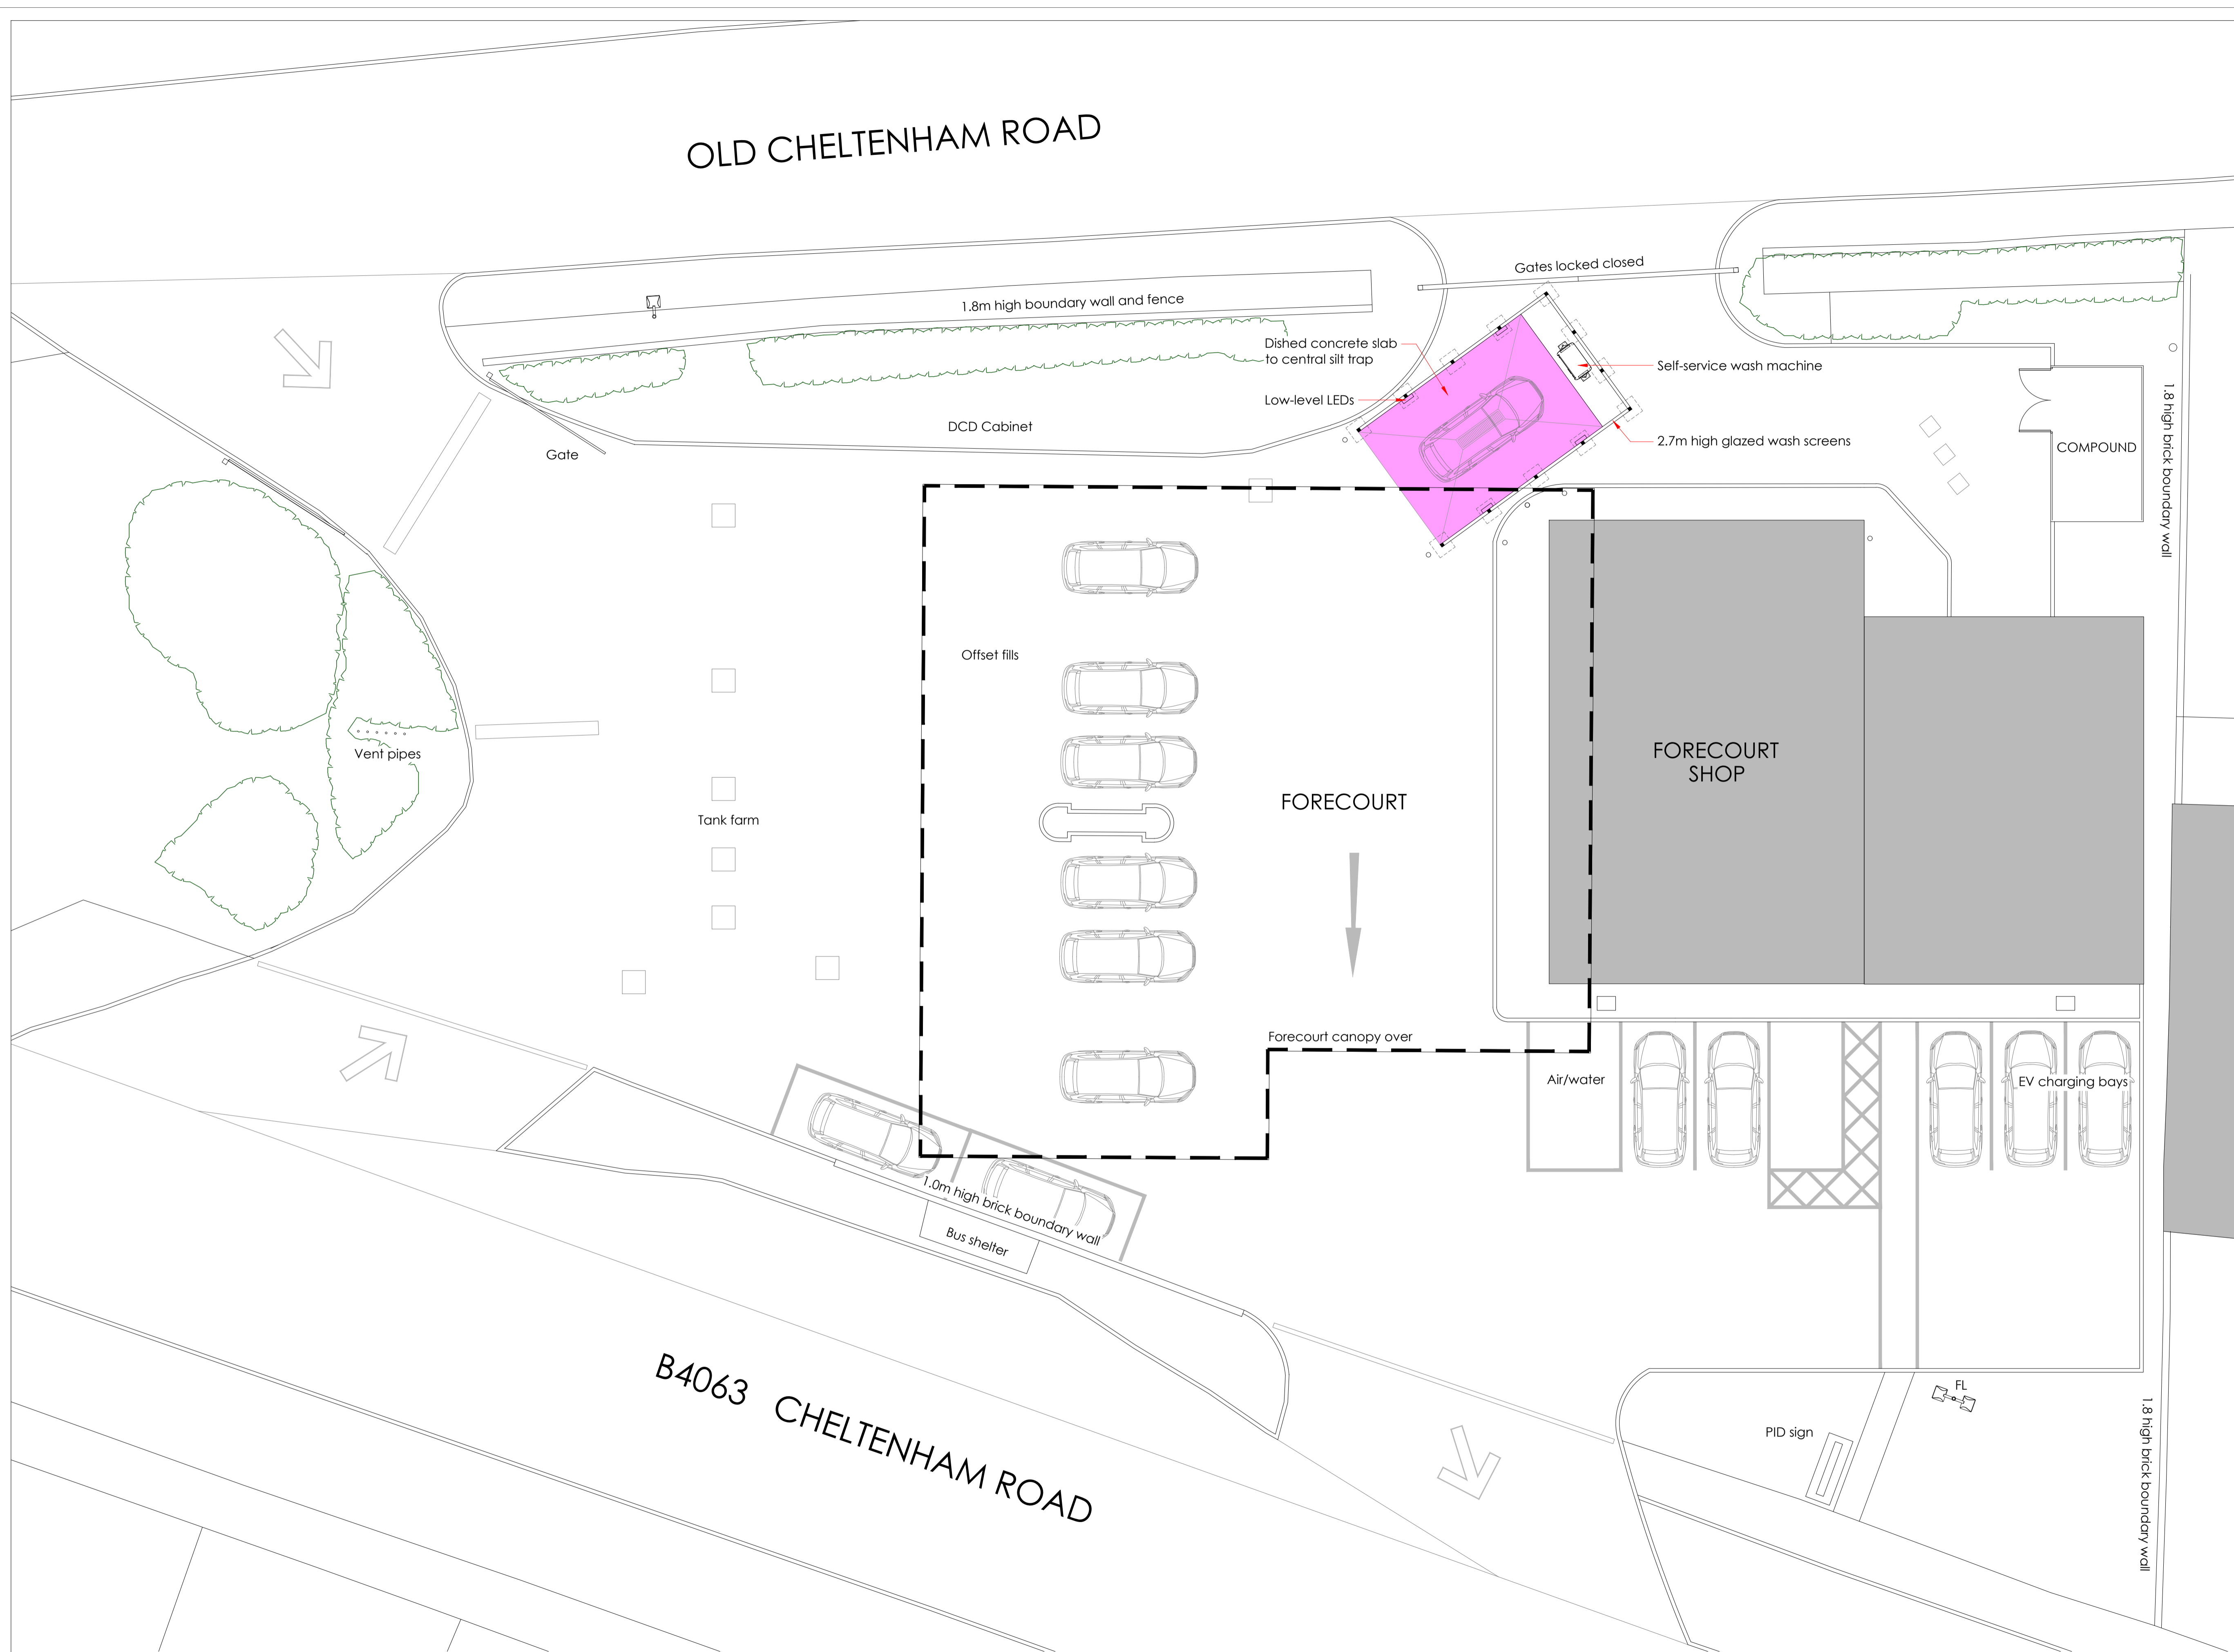 OLD CHELTENHAM ROAD
Gates locked closed
1.8m high boundary wall and fence
Dished concrete slab
to central silt trap
Self-service wash machine
Low-level LEDs
DCD Cabinet
2.7m high glazed wash screens
Gate
COMPOUND
1.8 high brick boundary wall
Offset fills
Vent pipes
FORECOURT
SHOP
FORECOURT
Tank farm
Forecourt canopy over
Air/water
EV charging bays
1.0m high brick boundary wall
Bus shelter
B4063 CHELTENHAM ROAD
FL
PID sign
1.8 high brick boundary wall